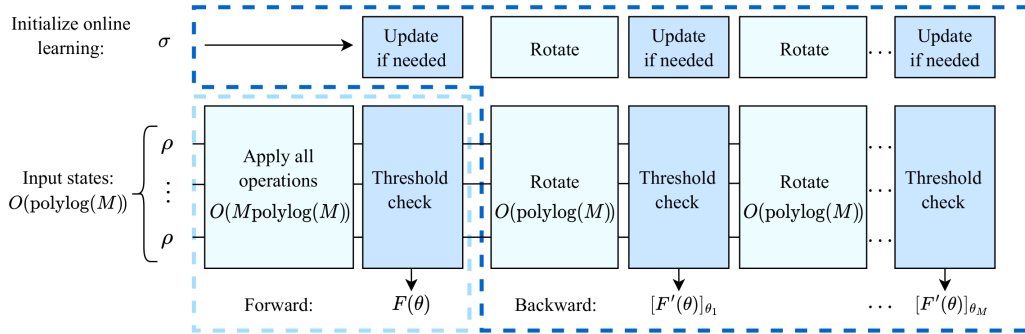 Initialize online
learning:
σ
Update
if needed
Rotate
Update
if needed
Rotate
...
Update
if needed
Input states:
O(polylog(M))
ρ
⋮
ρ
Apply all
operations
O(Mpolylog(M))
Threshold
check
Rotate
O(polylog(M))
Threshold
check
Rotate
O(polylog(M))
...
...
...
Threshold
check
Forward:
F(θ)
Backward:
[F′(θ)]θ₁
...
[F′(θ)]θ_M